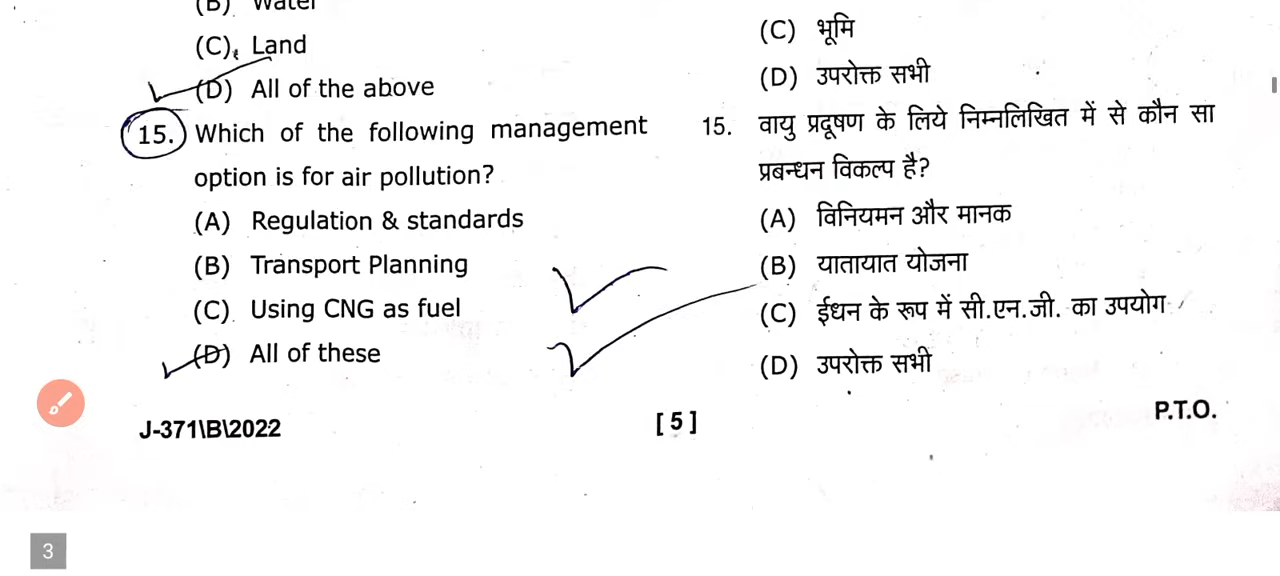 (B) Water
(C) Land
(D) All of the above
15. Which of the following management
option is for air pollution?
(A) Regulation & standards
(B) Transport Planning
(C) Using CNG as fuel
(D) All of these
(C) भूमि
(D) उपरोक्त सभी
15. वायु प्रदूषण के लिये निम्नलिखित में से कौन सा
प्रबन्धन विकल्प है?
(A) विनियमन और मानक
(B) यातायात योजना
(C) ईधन के रूप में सी.एन.जी. का उपयोग
(D) उपरोक्त सभी
J-371\B\2022
[ 5 ]
P.T.O.
3